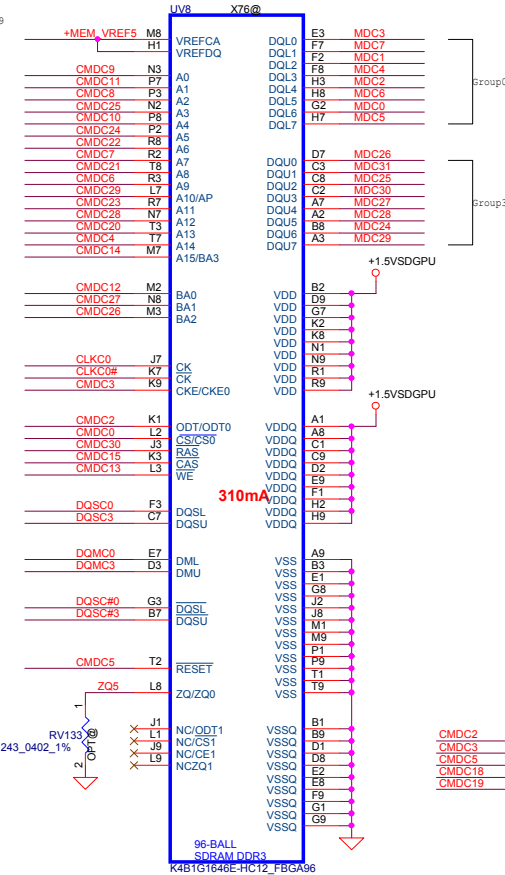 9
UV8 X76@
+MEM_VREF5 M8 VREFCA DQL0 E3 MDC3
H1 VREFDQ DQL1 F7 MDC7
DQL2 F2 MDC1
CMDC9 N3 A0 DQL3 F8 MDC4
CMDC11 P7 A1 DQL4 H3 MDC2 Group0
CMDC8 P3 A2 DQL5 H8 MDC6
CMDC25 N2 A3 DQL6 G2 MDC0
CMDC10 P8 A4 DQL7 H7 MDC5
CMDC24 P2 A5
CMDC22 R8 A6
CMDC7 R2 A7 DQU0 D7 MDC26
CMDC21 T8 A8 DQU1 C3 MDC31
CMDC6 R3 A9 DQU2 C8 MDC25
CMDC29 L7 A10/AP DQU3 C2 MDC30
CMDC23 R7 A11 DQU4 A7 MDC27 Group3
CMDC28 N7 A12 DQU5 A2 MDC28
CMDC20 T3 A13 DQU6 B8 MDC24
CMDC4 T7 A14 DQU7 A3 MDC29
CMDC14 M7 A15/BA3
+1.5VSDGPU
CMDC12 M2 BA0 VDD B2
CMDC27 N8 BA1 VDD D9
CMDC26 M3 BA2 VDD G7
VDD K2
VDD K8
VDD N1
CLKC0 J7 CK VDD N9
CLKC0# K7 CK VDD R1
CMDC3 K9 CKE/CKE0 VDD R9
+1.5VSDGPU
CMDC2 K1 ODT/ODT0 VDDQ A1
CMDC0 L2 CS/CS0 VDDQ A8
CMDC30 J3 RAS VDDQ C1
CMDC15 K3 CAS VDDQ C9
CMDC13 L3 WE VDDQ D2
VDDQ E9
310mA VDDQ F1
DQSC0 F3 DQSL VDDQ H2
DQSC3 C7 DQSU VDDQ H9
DQMC0 E7 DML VSS A9
DQMC3 D3 DMU VSS B3
VSS E1
VSS G8
DQSC#0 G3 DQSL VSS J2
DQSC#3 B7 DQSU VSS J8
VSS M1
VSS M9
VSS P1
CMDC5 T2 RESET VSS P9
VSS T1
ZQ5 L8 ZQ/ZQ0 VSS T9
1
J1 NC/ODT1 VSSQ B1
RV133 L1 NC/CS1 VSSQ B9 CMDC2
243_0402_1% OPT@ J9 NC/CE1 VSSQ D1 CMDC3
2 L9 NCZQ1 VSSQ D8 CMDC5
VSSQ E2 CMDC18
VSSQ E8 CMDC19
VSSQ F9
VSSQ G1
VSSQ G9
96-BALL
SDRAM DDR3
K4B1G1646E-HC12_FBGA96